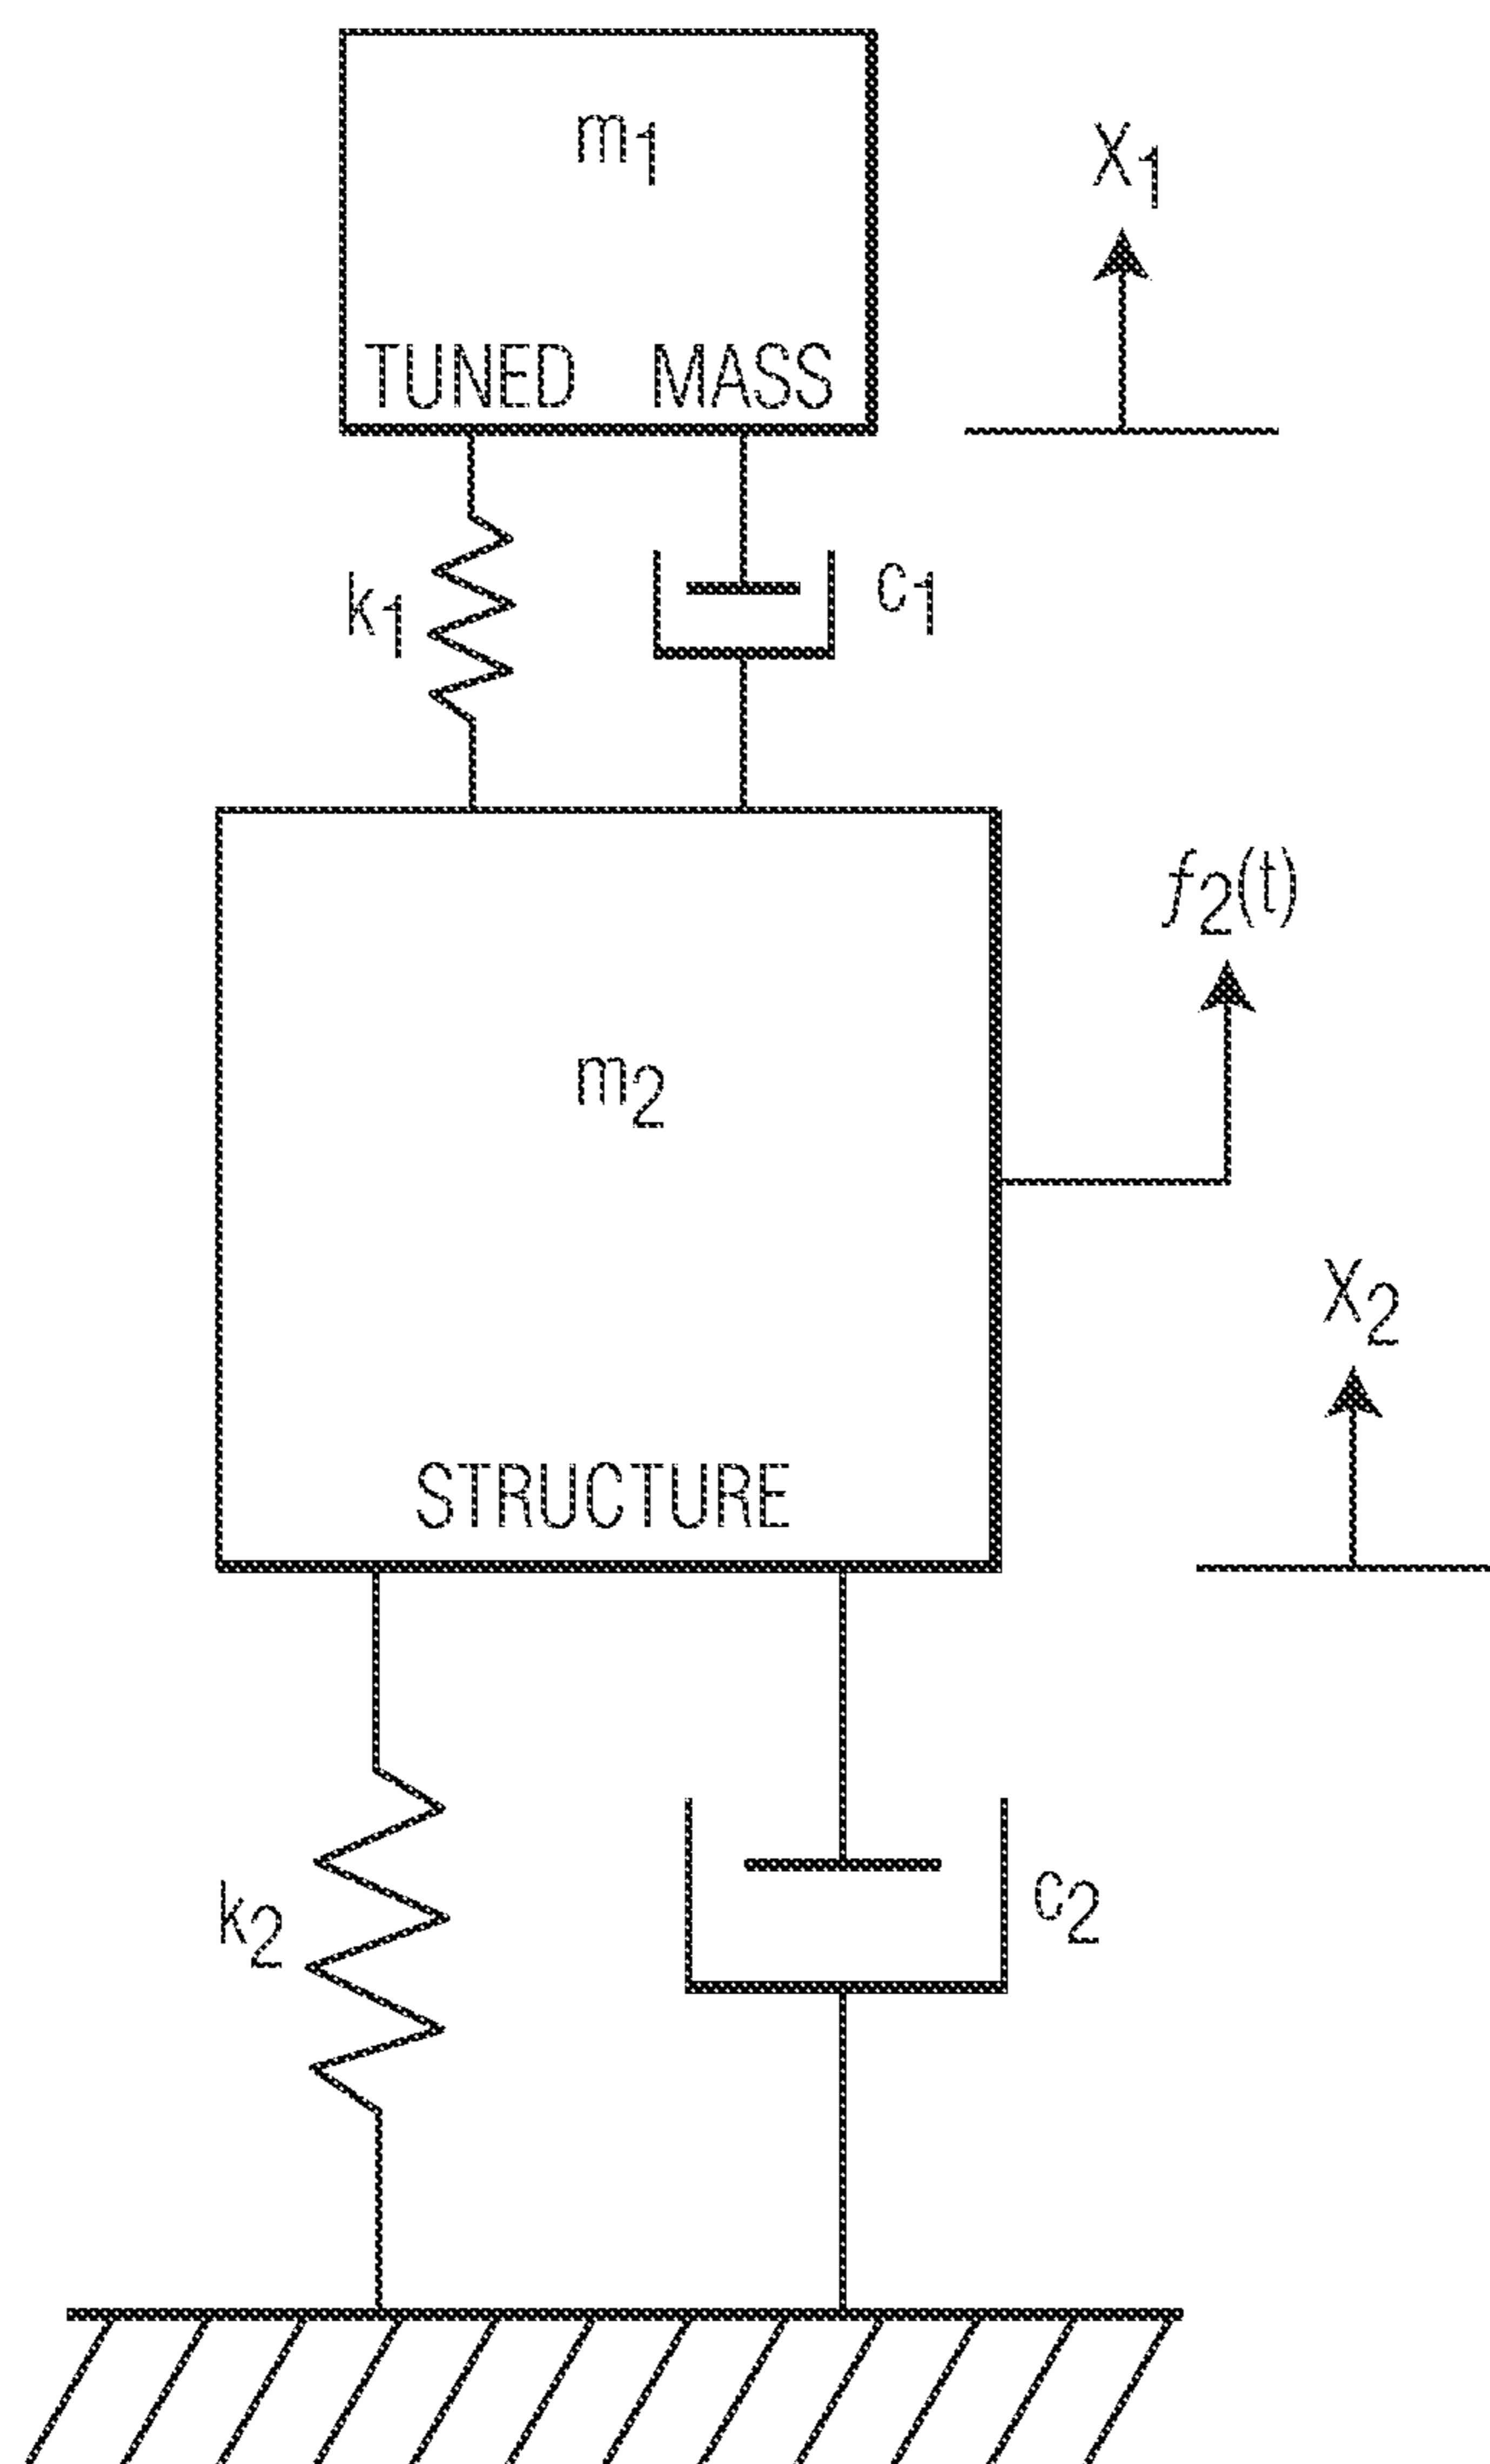 m₁
X₁
TUNED MASS
k₁
c₁
f₂(t)
m₂
X₂
STRUCTURE
k₂
c₂